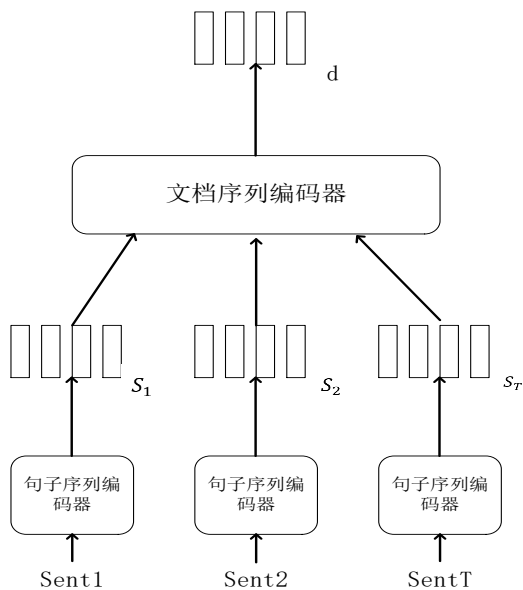 d
文档序列编码器
S₁ S₂ S_T
句子序列编 句子序列编 句子序列编
码器 码器 码器
Sent1 Sent2 SentT